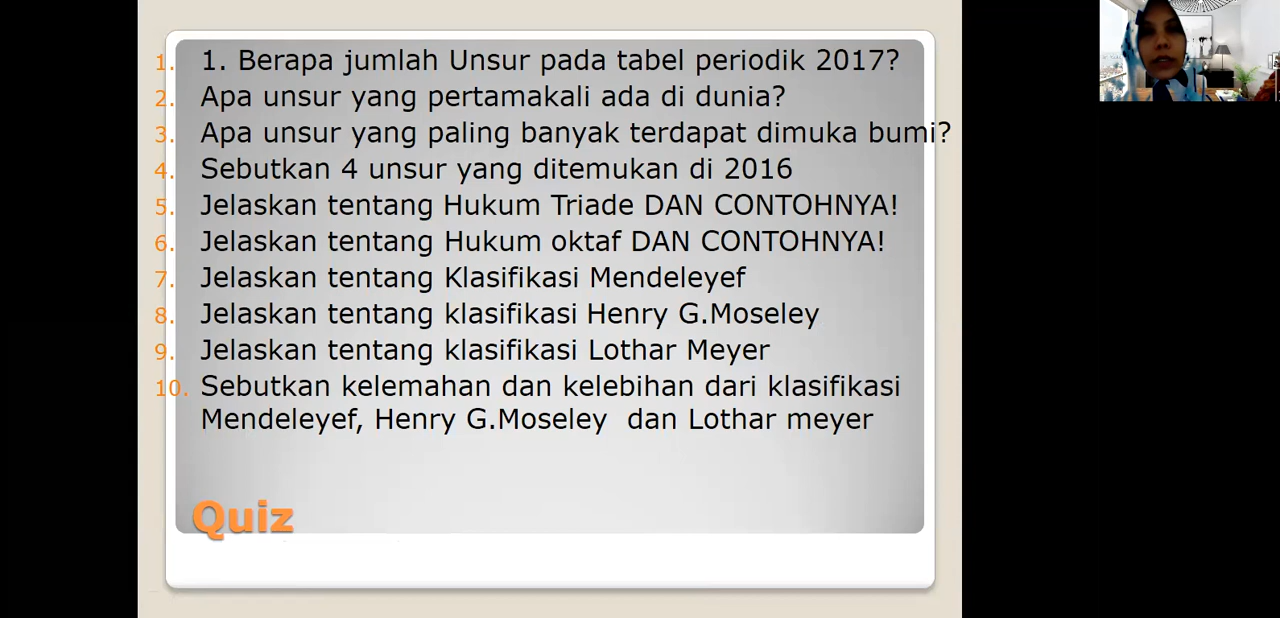 1. 1. Berapa jumlah Unsur pada tabel periodik 2017?
2. Apa unsur yang pertamakali ada di dunia?
3. Apa unsur yang paling banyak terdapat dimuka bumi?
4. Sebutkan 4 unsur yang ditemukan di 2016
5. Jelaskan tentang Hukum Triade DAN CONTOHNYA!
6. Jelaskan tentang Hukum oktaf DAN CONTOHNYA!
7. Jelaskan tentang Klasifikasi Mendeleyef
8. Jelaskan tentang klasifikasi Henry G.Moseley
9. Jelaskan tentang klasifikasi Lothar Meyer
10. Sebutkan kelemahan dan kelebihan dari klasifikasi
Mendeleyef, Henry G.Moseley dan Lothar meyer
Quiz